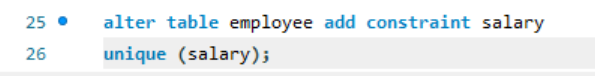 25 alter table employee add constraint salary
26 unique (salary);